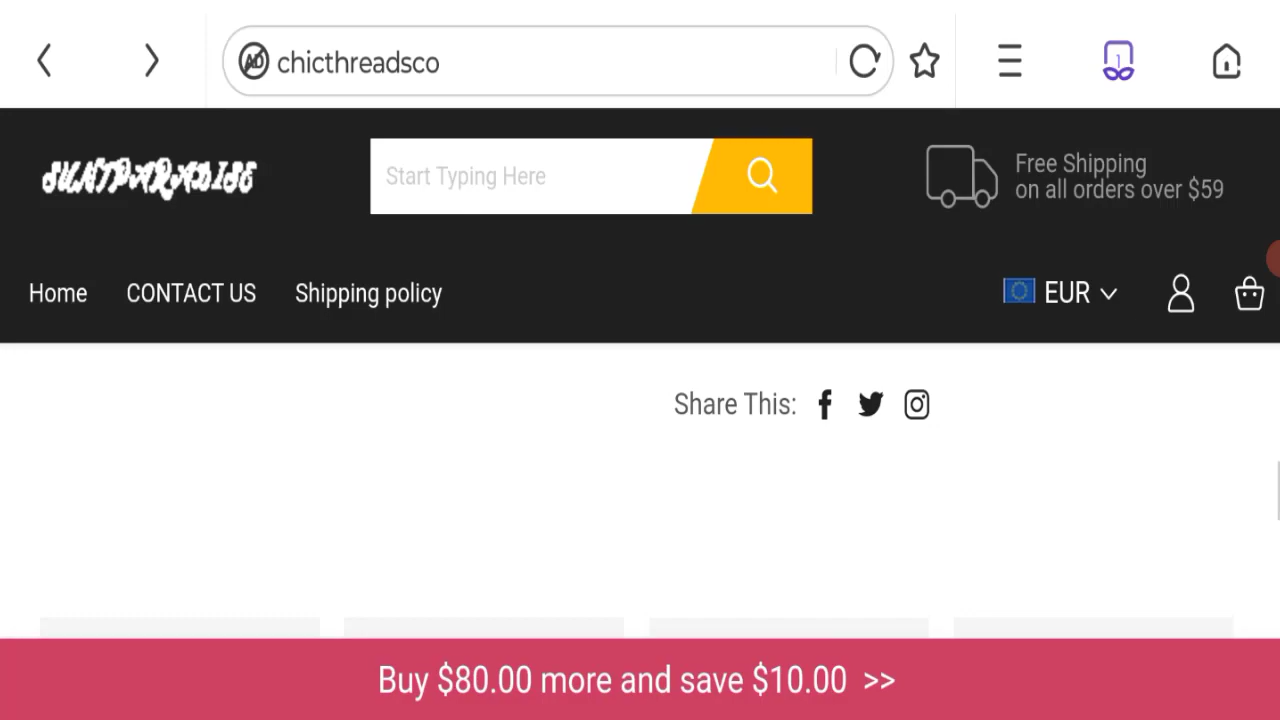 chicthreadsco
Start Typing Here
Free Shipping
on all orders over $59
Home CONTACT US Shipping policy
EUR
Share This:
Buy $80.00 more and save $10.00 >>